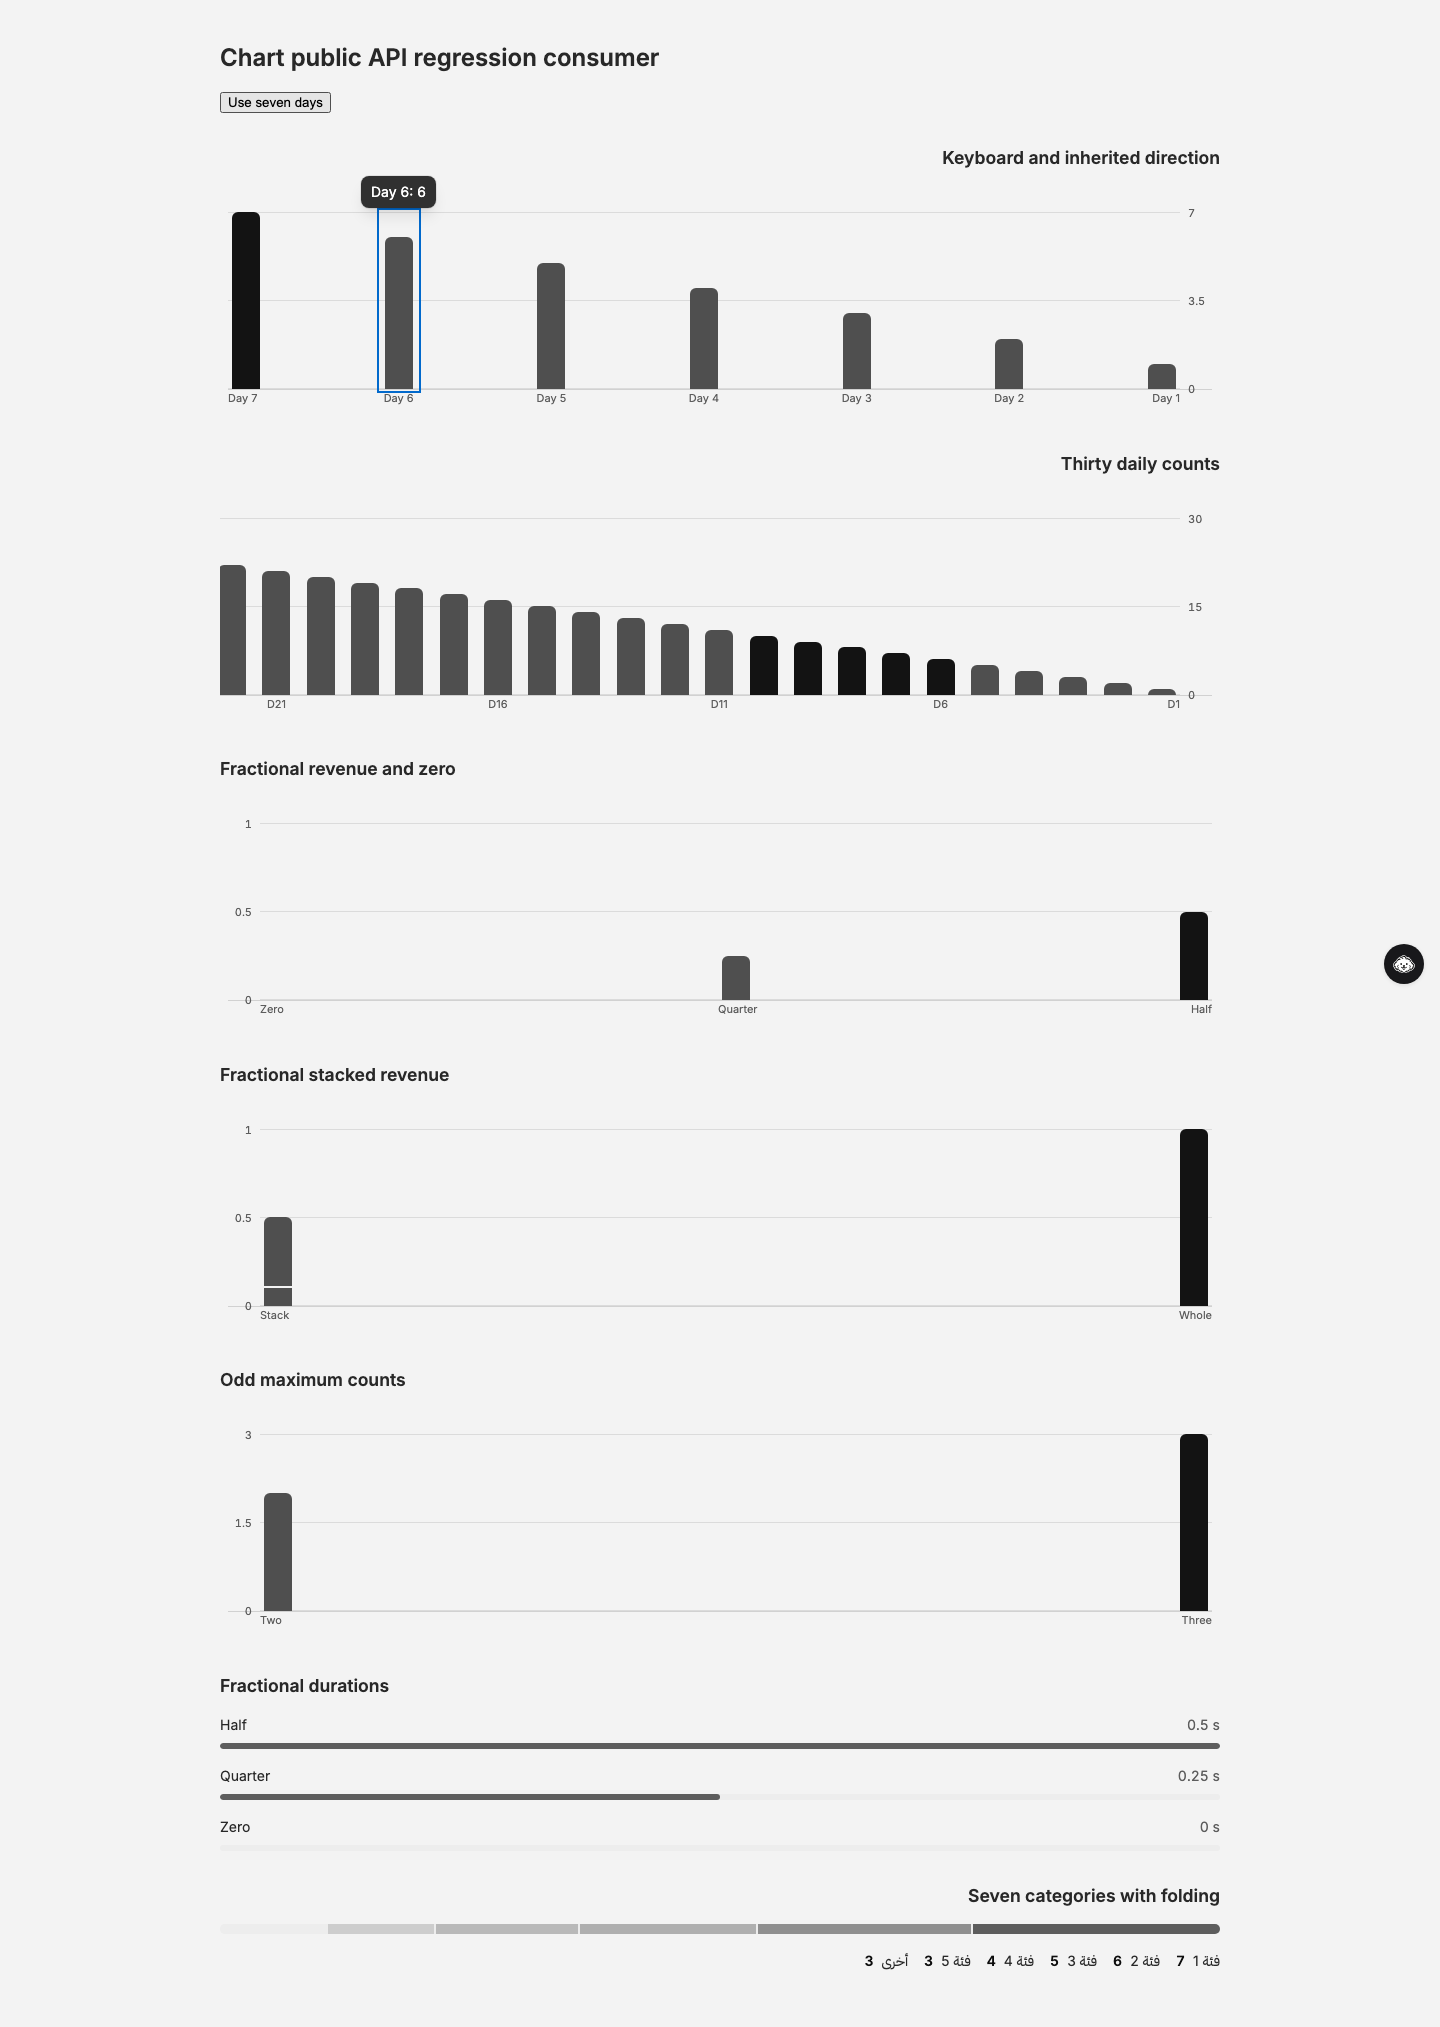 Chart public API regression consumer
Use seven days
Keyboard and inherited direction
Day 6: 6
7
3.5
0
Day 7 Day 6 Day 5 Day 4 Day 3 Day 2 Day 1
Thirty daily counts
30
15
0
D21 D16 D11 D6 D1
Fractional revenue and zero
1
0.5
0
Zero Quarter Half
Fractional stacked revenue
1
0.5
0
Stack Whole
Odd maximum counts
3
1.5
0
Two Three
Fractional durations
Half 0.5 s
Quarter 0.25 s
Zero 0 s
Seven categories with folding
فئة 1 7 فئة 2 6 فئة 3 5 فئة 4 4 فئة 5 3 أخرى 3